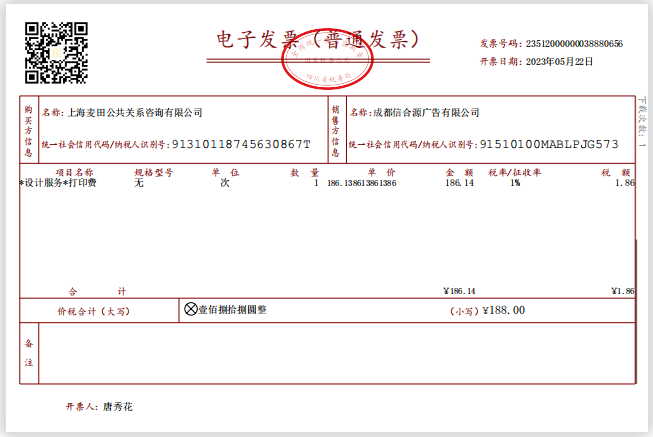 电子发票（普通发票）
发票号码：23512000000038880656
开票日期：2023年05月22日
购买方信息
名称：上海麦田公共关系咨询有限公司
统一社会信用代码/纳税人识别号：91310118745630867T
销售方信息
名称：成都信合源广告有限公司
统一社会信用代码/纳税人识别号：91510100MABLPJG573
下载次数：1
项目名称 规格型号 单 位 数 量 单 价 金 额 税率/征收率 税 额
*设计服务*打印费 无 次 1 186.13861386138 6 186.14 1% 1.86
合 计 ¥186.14 ¥1.86
价税合计（大写） ⊗壹佰捌拾捌圆整 （小写）¥188.00
备注
开票人：唐秀花